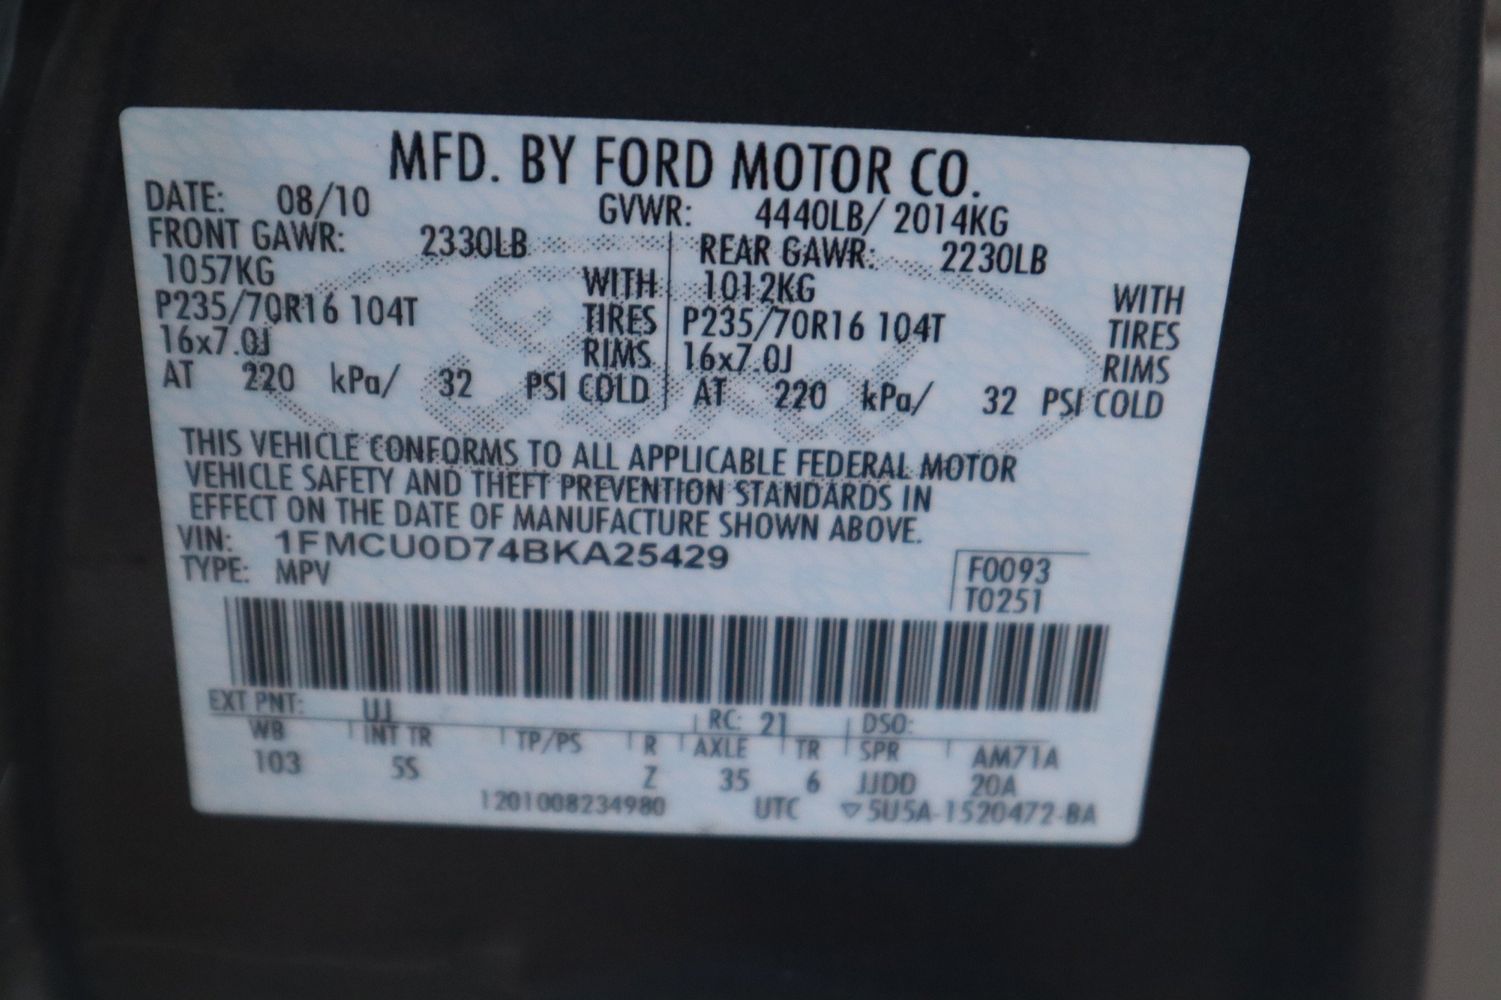 MFD. BY FORD MOTOR CO.
DATE: 08/10 GVWR: 4440LB/ 2014KG
FRONT GAWR: 2330LB REAR GAWR: 2230LB
1057KG WITH 1012KG WITH
P235/70R16 104T TIRES P235/70R16 104T TIRES
16x7.0J RIMS 16x7.0J RIMS
AT 220 kPa/ 32 PSI COLD AT 220 kPa/ 32 PSI COLD
Ford
THIS VEHICLE CONFORMS TO ALL APPLICABLE FEDERAL MOTOR
VEHICLE SAFETY AND THEFT PREVENTION STANDARDS IN
EFFECT ON THE DATE OF MANUFACTURE SHOWN ABOVE.
VIN: 1FMCU0D74BKA25429
TYPE: MPV
F0093
T0251
EXT PNT: UJ RC: 21 DSO:
WB INT TR TP/PS R AXLE TR SPR AM71A
103 5S Z 35 6 JJDD 20A
1201008234980 UTC ▽5U5A-1520472-BA